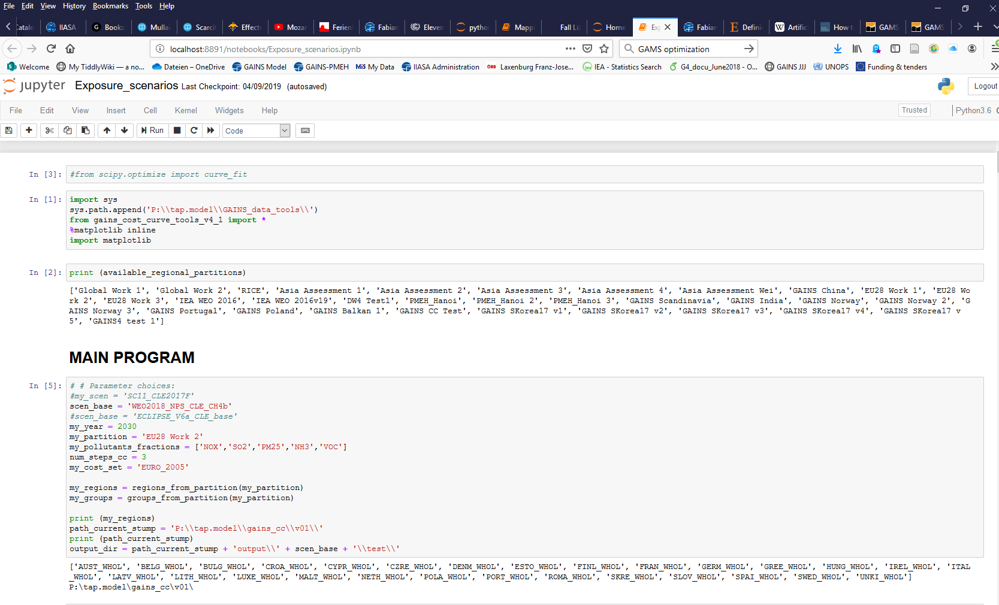 File Edit View History Bookmarks Tools Help
Catalo IIASA Bookz Mullai Scarcit Effects Mozar Ferien Fabian Eleven pytho Mapp Fall Lü Home Exp Fabian Defini Artific How t GAMS GAMS
localhost:8891/notebooks/Exposure_scenarios.ipynb GAMS optimization
Welcome My TiddlyWiki — a no... Dateien – OneDrive GAINS Model GAINS-PMEH MiS My Data IIASA Administration ÖBB Laxenburg Franz-Jose... iea IEA - Statistics Search G4_docu_June2018 - O... GAINS JJJ UNOPS Funding & tenders
jupyter Exposure_scenarios Last Checkpoint: 04/09/2019 (autosaved) Logout
File Edit View Insert Cell Kernel Widgets Help Trusted Python3.6
Run Code
In [3]: #from scipy.optimize import curve_fit
In [1]: import sys
sys.path.append('P:\\tap.model\\GAINS_data_tools\\')
from gains_cost_curve_tools_v4_1 import *
%matplotlib inline
import matplotlib
In [2]: print (available_regional_partitions)
['Global Work 1', 'Global Work 2', 'RICE', 'Asia Assessment 1', 'Asia Assessment 2', 'Asia Assessment 3', 'Asia Assessment 4', 'Asia Assessment Wei', 'GAINS China', 'EU28 Work 1', 'EU28 Wo
rk 2', 'EU28 Work 3', 'IEA WEO 2016', 'IEA WEO 2016v19', 'DW4 Test1', 'PMEH_Hanoi', 'PMEH_Hanoi 2', 'PMEH_Hanoi 3', 'GAINS Scandinavia', 'GAINS India', 'GAINS Norway', 'GAINS Norway 2', 'G
AINS Norway 3', 'GAINS Portugal', 'GAINS Poland', 'GAINS Balkan 1', 'GAINS CC Test', 'GAINS SKorea17 v1', 'GAINS SKorea17 v2', 'GAINS SKorea17 v3', 'GAINS SKorea17 v4', 'GAINS SKorea17 v
5', 'GAINS4 test 1']
MAIN PROGRAM
In [5]: # # Parameter choices:
#my_scen = 'SC11_CLE2017F'
scen_base = 'WEO2018_NPS_CLE_CH4b'
#scen_base = 'ECLIPSE_V6a_CLE_base'
my_year = 2030
my_partition = 'EU28 Work 2'
my_pollutants_fractions = ['NOX','SO2','PM25','NH3','VOC']
num_steps_cc = 3
my_cost_set = 'EURO_2005'
my_regions = regions_from_partition(my_partition)
my_groups = groups_from_partition(my_partition)
print (my_regions)
path_current_stump = 'P:\\tap.model\\gains_cc\\v01\\'
print (path_current_stump)
output_dir = path_current_stump + 'output\\' + scen_base + '\\test\\'
['AUST_WHOL', 'BELG_WHOL', 'BULG_WHOL', 'CROA_WHOL', 'CYPR_WHOL', 'CZRE_WHOL', 'DENM_WHOL', 'ESTO_WHOL', 'FINL_WHOL', 'FRAN_WHOL', 'GERM_WHOL', 'GREE_WHOL', 'HUNG_WHOL', 'IREL_WHOL', 'ITAL
_WHOL', 'LATV_WHOL', 'LITH_WHOL', 'LUXE_WHOL', 'MALT_WHOL', 'NETH_WHOL', 'POLA_WHOL', 'PORT_WHOL', 'ROMA_WHOL', 'SKRE_WHOL', 'SLOV_WHOL', 'SPAI_WHOL', 'SWED_WHOL', 'UNKI_WHOL']
P:\tap.model\gains_cc\v01\